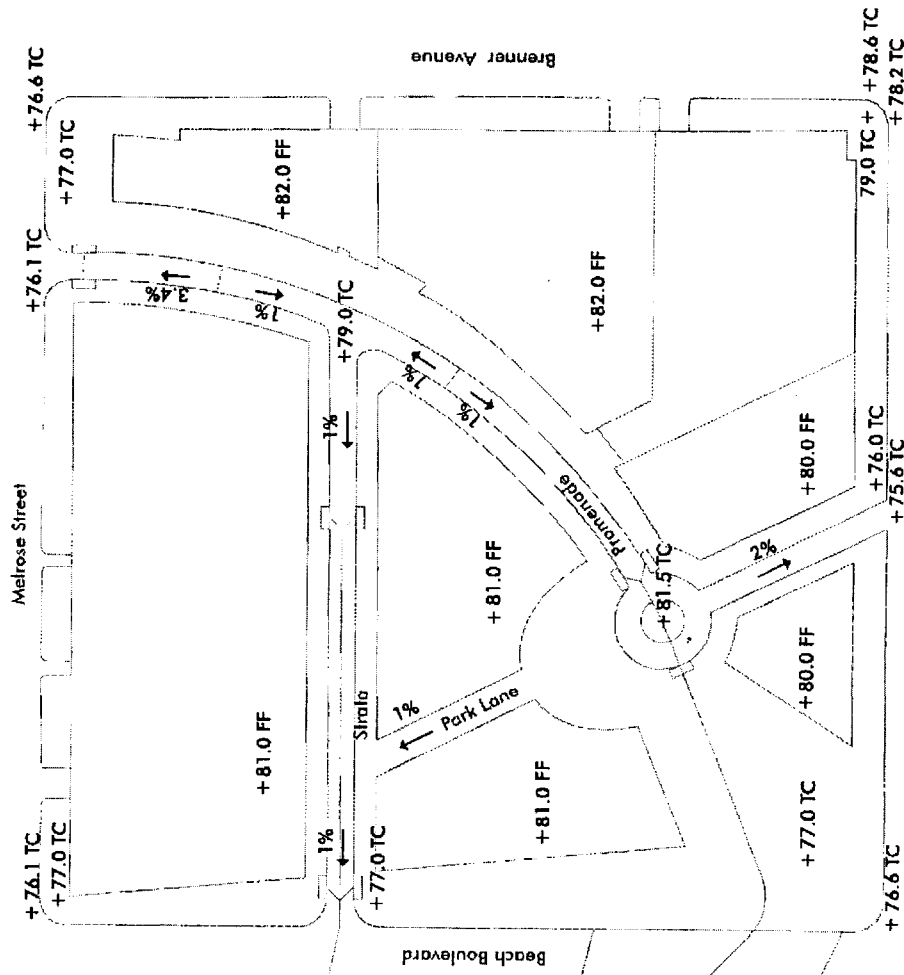 Brenner Avenue
+76.6 TC
+77.0 TC
+82.0 FF
+76.1 TC
3.4%
1%
+79.0 TC
+82.0 FF
79.0 TC +
+78.6 TC
+78.2 TC
1%
1%
1%
Melrose Street
Promenade
+80.0 FF
+76.0 TC
+75.6 TC
+81.0 FF
+81.5 TC
2%
+81.0 FF
1%
Park Lane
+80.0 FF
+81.0 FF
1%
+76.1 TC
+77.0 TC
+77.0 TC
+77.0 TC
+76.6 TC
Beach Boulevard